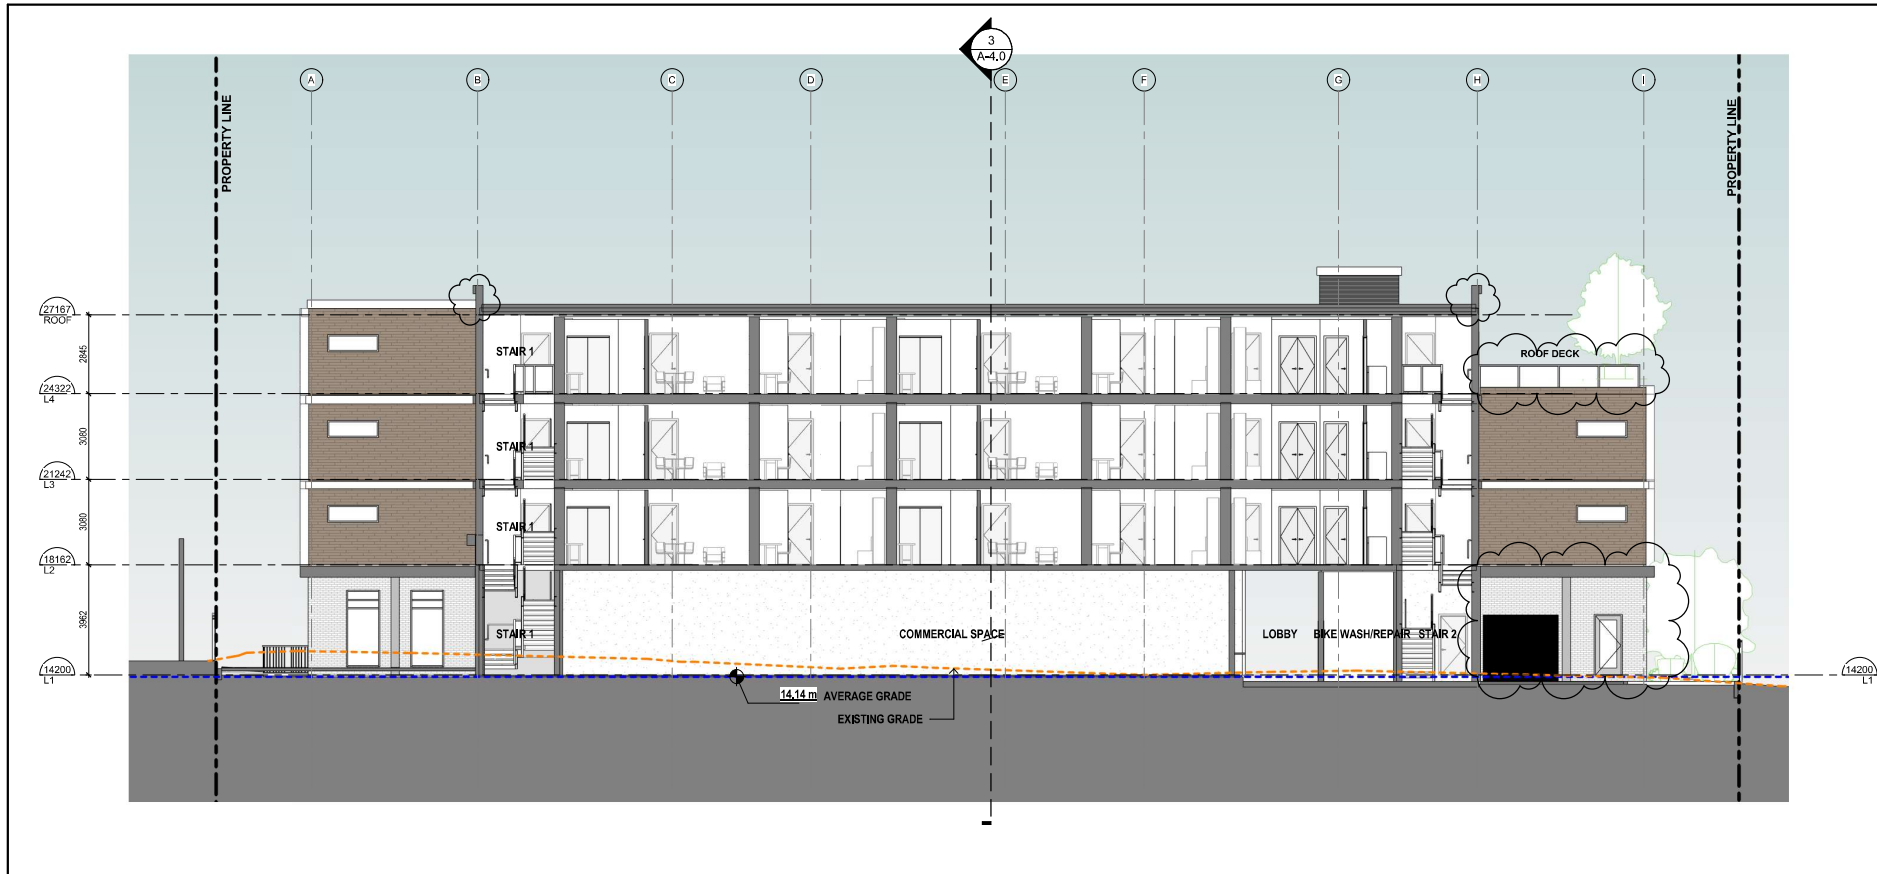 3
A-4.0
A
B
C
D
E
F
G
H
I
PROPERTY LINE
PROPERTY LINE
27167
ROOF
2845
24322
L4
3080
21242
L3
3080
18162
L2
3962
14200
L1
14200
L1
STAIR 1
ROOF DECK
STAIR 1
STAIR 1
STAIR 1
COMMERCIAL SPACE
LOBBY
BIKE WASH/REPAIR
STAIR 2
14.14 m AVERAGE GRADE
EXISTING GRADE